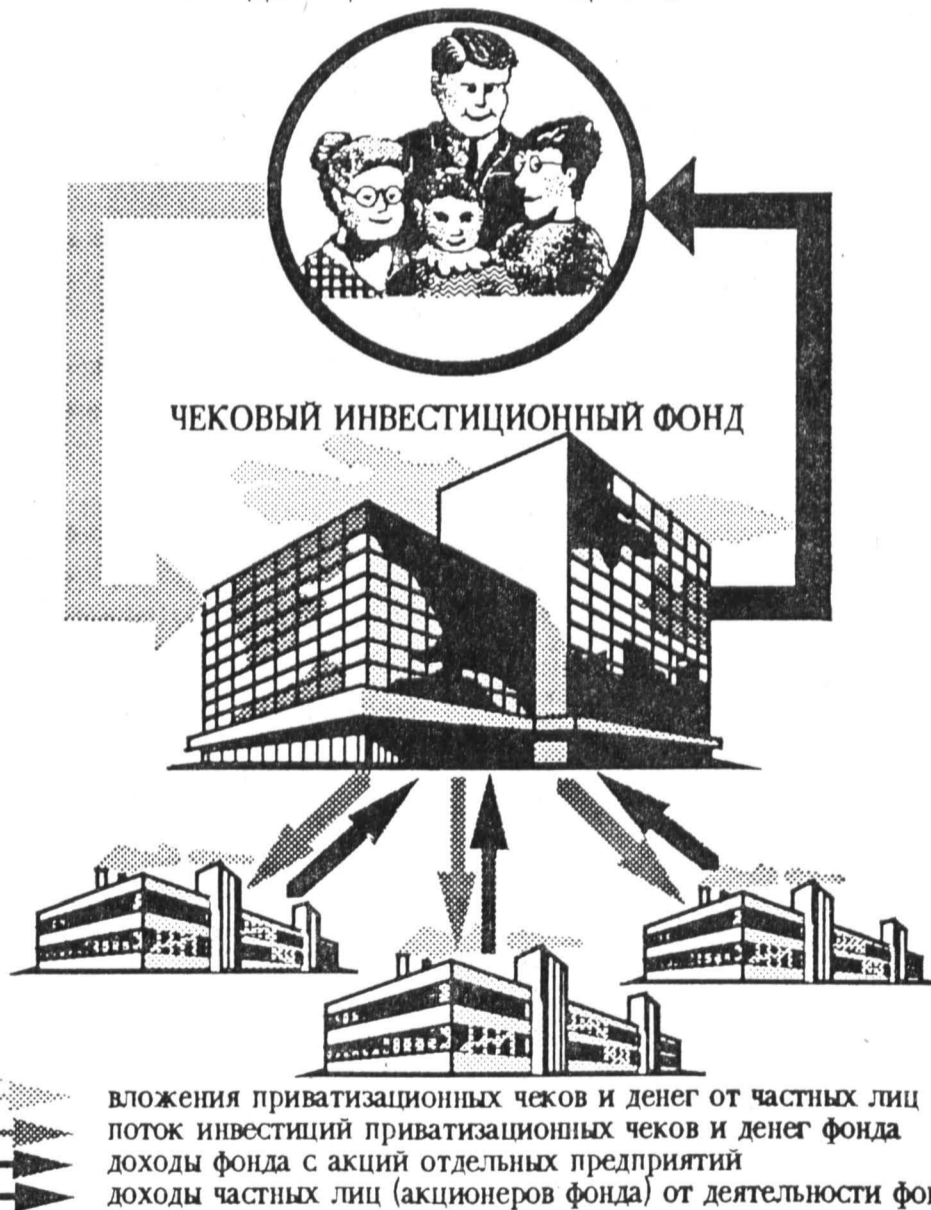 ЧЕКОВЫЙ ИНВЕСТИЦИОННЫЙ ФОНД
вложения приватизационных чеков и денег от частных лиц
поток инвестиций приватизационных чеков и денег фонда
доходы фонда с акций отдельных предприятий
доходы частных лиц (акционеров фонда) от деятельности